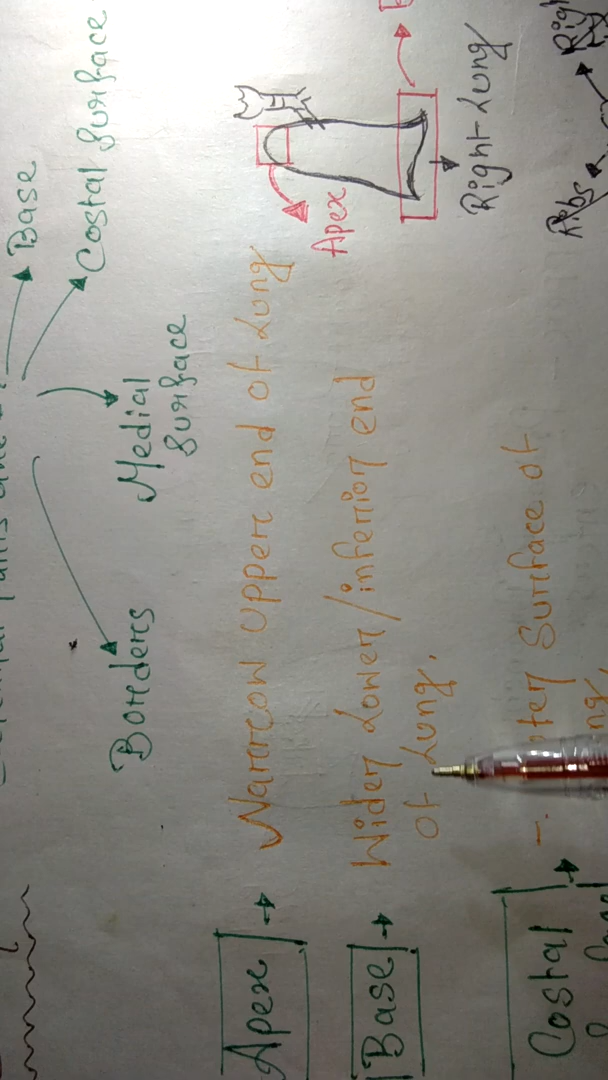 Base
Costal Surface
Medial
Surface
Borders
Apex → Narrow upper end of Lung
Apex
Right Lung
Base → Wider Lower/inferior end
of Lung.
Ribs
Costal → Surface of